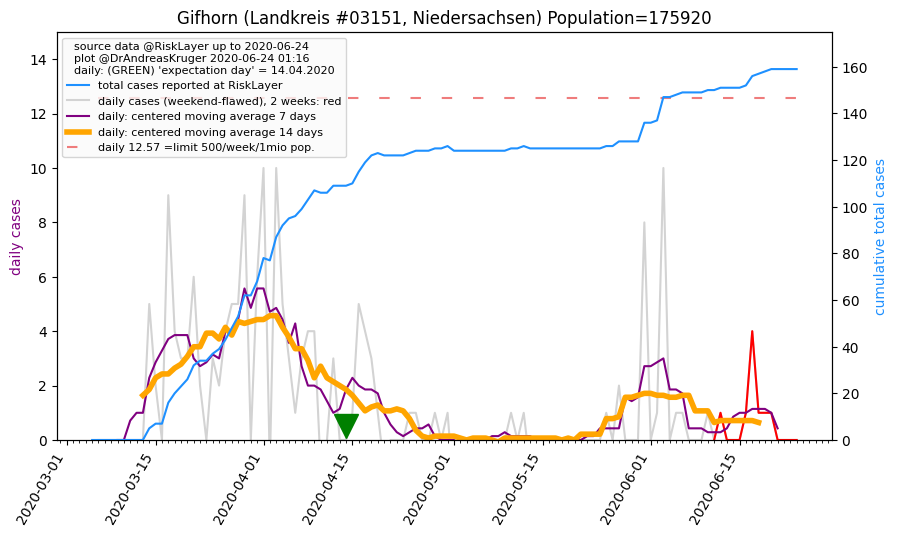 Gifhorn (Landkreis #03151, Niedersachsen) Population=175920
source data @RiskLayer up to 2020-06-24
plot @DrAndreasKruger 2020-06-24 01:16
daily: (GREEN) 'expectation day' = 14.04.2020
total cases reported at RiskLayer
daily cases (weekend-flawed), 2 weeks: red
daily: centered moving average 7 days
daily: centered moving average 14 days
daily 12.57 =limit 500/week/1mio pop.
daily cases
14
12
10
8
6
4
2
0
cumulative total cases
160
140
120
100
80
60
40
20
0
2020-03-01
2020-03-15
2020-04-01
2020-04-15
2020-05-01
2020-05-15
2020-06-01
2020-06-15